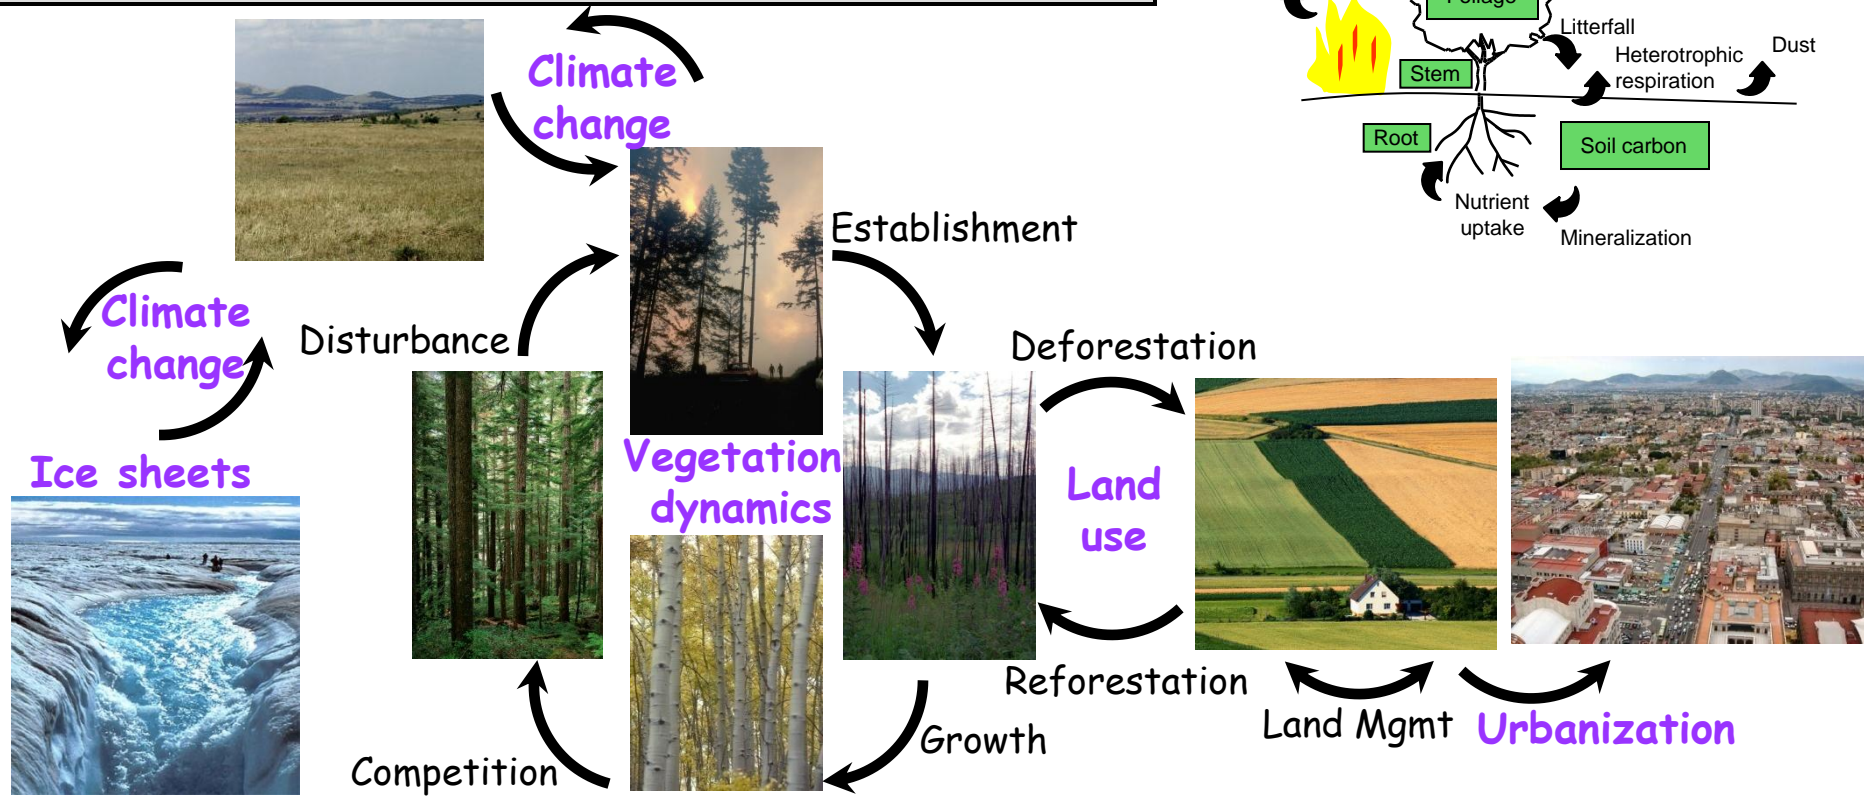 Foliage
Litterfall
Heterotrophic
respiration
Dust
Stem
Root
Soil carbon
Nutrient
uptake
Mineralization
Climate
change
Establishment
Climate
change
Disturbance
Deforestation
Ice sheets
Vegetation
dynamics
Land
use
Reforestation
Land Mgmt
Urbanization
Growth
Competition